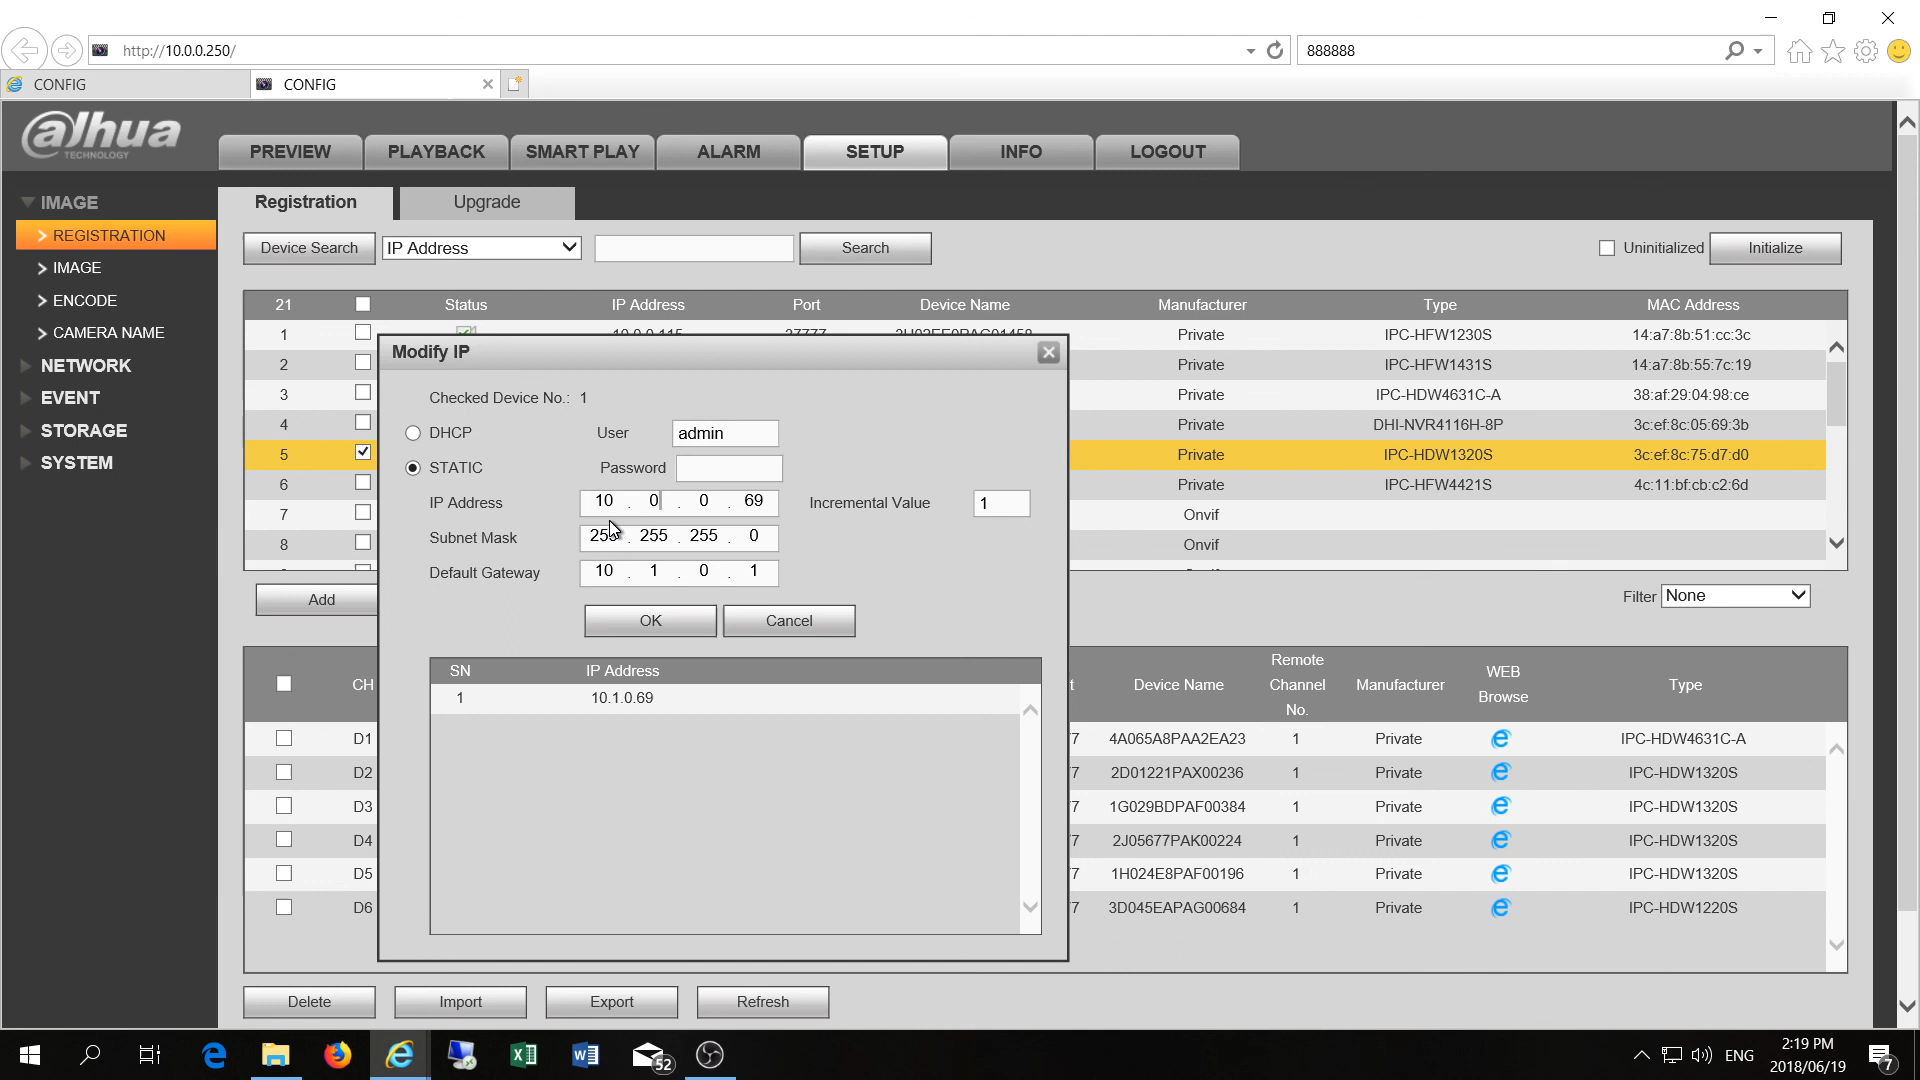 http://10.0.0.250/
888888
CONFIG
CONFIG
alhua
TECHNOLOGY
PREVIEW
PLAYBACK
SMART PLAY
ALARM
SETUP
INFO
LOGOUT
IMAGE
> REGISTRATION
> IMAGE
> ENCODE
> CAMERA NAME
NETWORK
EVENT
STORAGE
SYSTEM
Registration
Upgrade
Device Search
IP Address
Search
Uninitialized
Initialize
21 Status IP Address Port Device Name Manufacturer Type MAC Address
1 Private IPC-HFW1230S 14:a7:8b:51:cc:3c
2 Private IPC-HFW1431S 14:a7:8b:55:7c:19
3 Private IPC-HDW4631C-A 38:af:29:04:98:ce
4 Private DHI-NVR4116H-8P 3c:ef:8c:05:69:3b
5 Private IPC-HDW1320S 3c:ef:8c:75:d7:d0
6 Private IPC-HFW4421S 4c:11:bf:cb:c2:6d
7 Onvif
8 Onvif
Add
Filter None
Modify IP
Checked Device No.: 1
DHCP User admin
STATIC Password
IP Address 10 . 0 . 0 . 69 Incremental Value 1
Subnet Mask 255 . 255 . 255 . 0
Default Gateway 10 . 1 . 0 . 1
OK
Cancel
SN IP Address
1 10.1.0.69
CH Device Name Remote Channel No. Manufacturer WEB Browse Type
D1 7 4A065A8PAA2EA23 1 Private IPC-HDW4631C-A
D2 7 2D01221PAX00236 1 Private IPC-HDW1320S
D3 7 1G029BDPAF00384 1 Private IPC-HDW1320S
D4 7 2J05677PAK00224 1 Private IPC-HDW1320S
D5 7 1H024E8PAF00196 1 Private IPC-HDW1320S
D6 7 3D045EAPAG00684 1 Private IPC-HDW1220S
Delete
Import
Export
Refresh
52
ENG
2:19 PM
2018/06/19
7